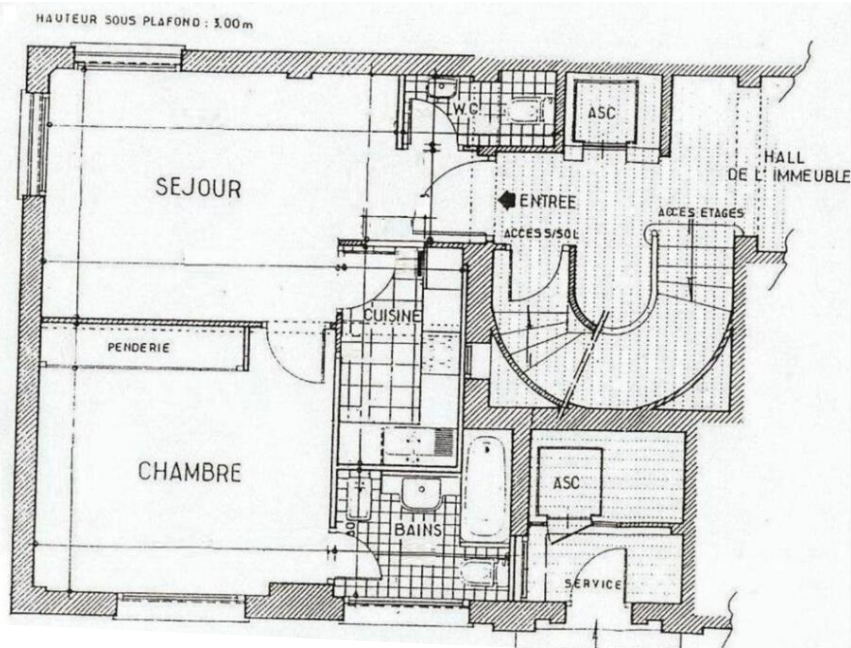 HAUTEUR SOUS PLAFOND : 3,00m
W.C
ASC
HALL
DE L' IMMEUBLE
SEJOUR
ENTREE
ACCES ETAGES
ACCES S/SOL
CUISINE
PENDERIE
CHAMBRE
ASC
BAINS
SERVICE